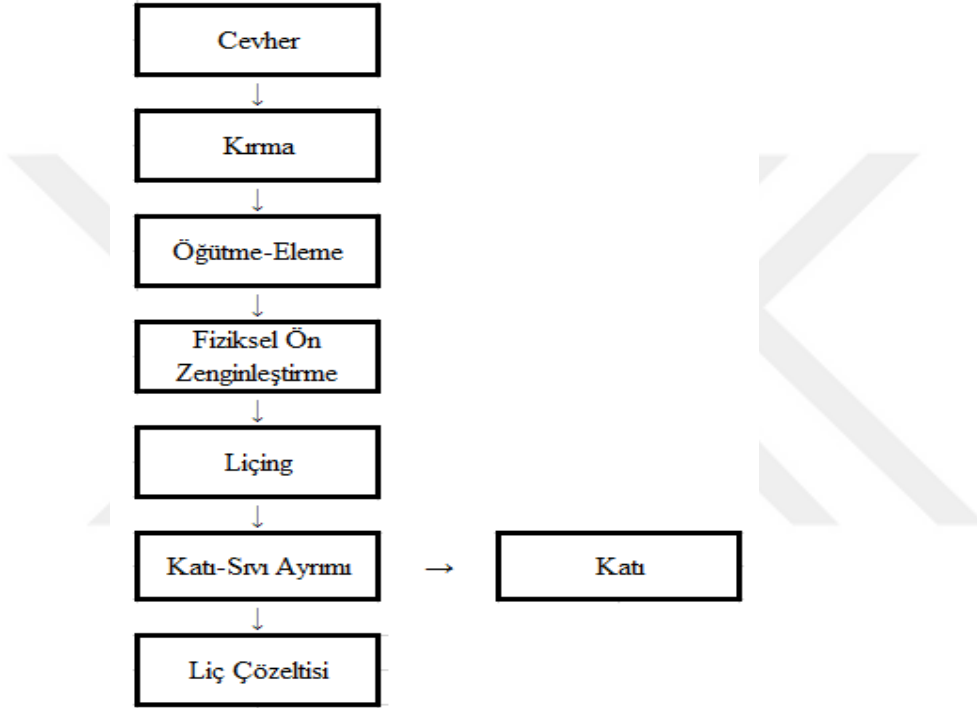 Cevher
↓
Kırma
↓
Öğütme-Eleme
↓
Fiziksel Ön
Zenginleştirme
↓
Liçing
↓
Katı-Sıvı Ayrımı → Katı
↓
Liç Çözeltisi